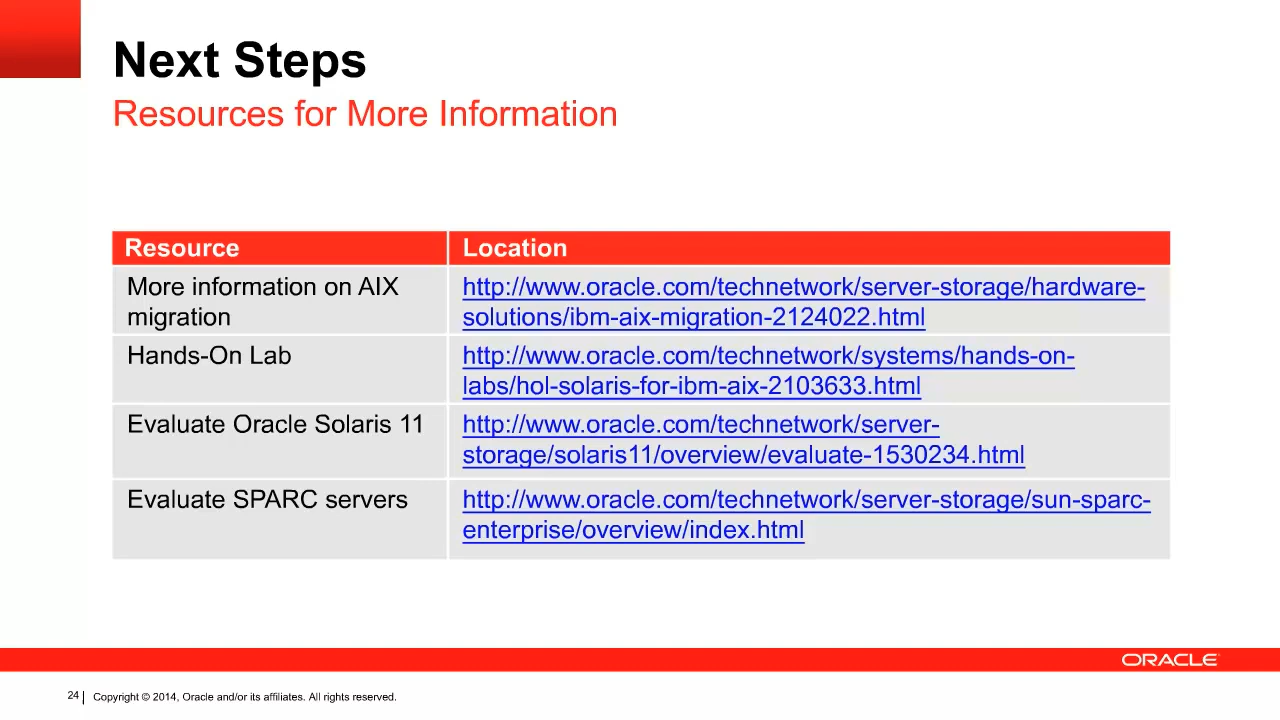 Next Steps
Resources for More Information
Resource
Location
More information on AIX
migration
http://www.oracle.com/technetwork/server-storage/hardware-
solutions/ibm-aix-migration-2124022.html
Hands-On Lab
http://www.oracle.com/technetwork/systems/hands-on-
labs/hol-solaris-for-ibm-aix-2103633.html
Evaluate Oracle Solaris 11
http://www.oracle.com/technetwork/server-
storage/solaris11/overview/evaluate-1530234.html
Evaluate SPARC servers
http://www.oracle.com/technetwork/server-storage/sun-sparc-
enterprise/overview/index.html
ORACLE
24
Copyright © 2014, Oracle and/or its affiliates. All rights reserved.